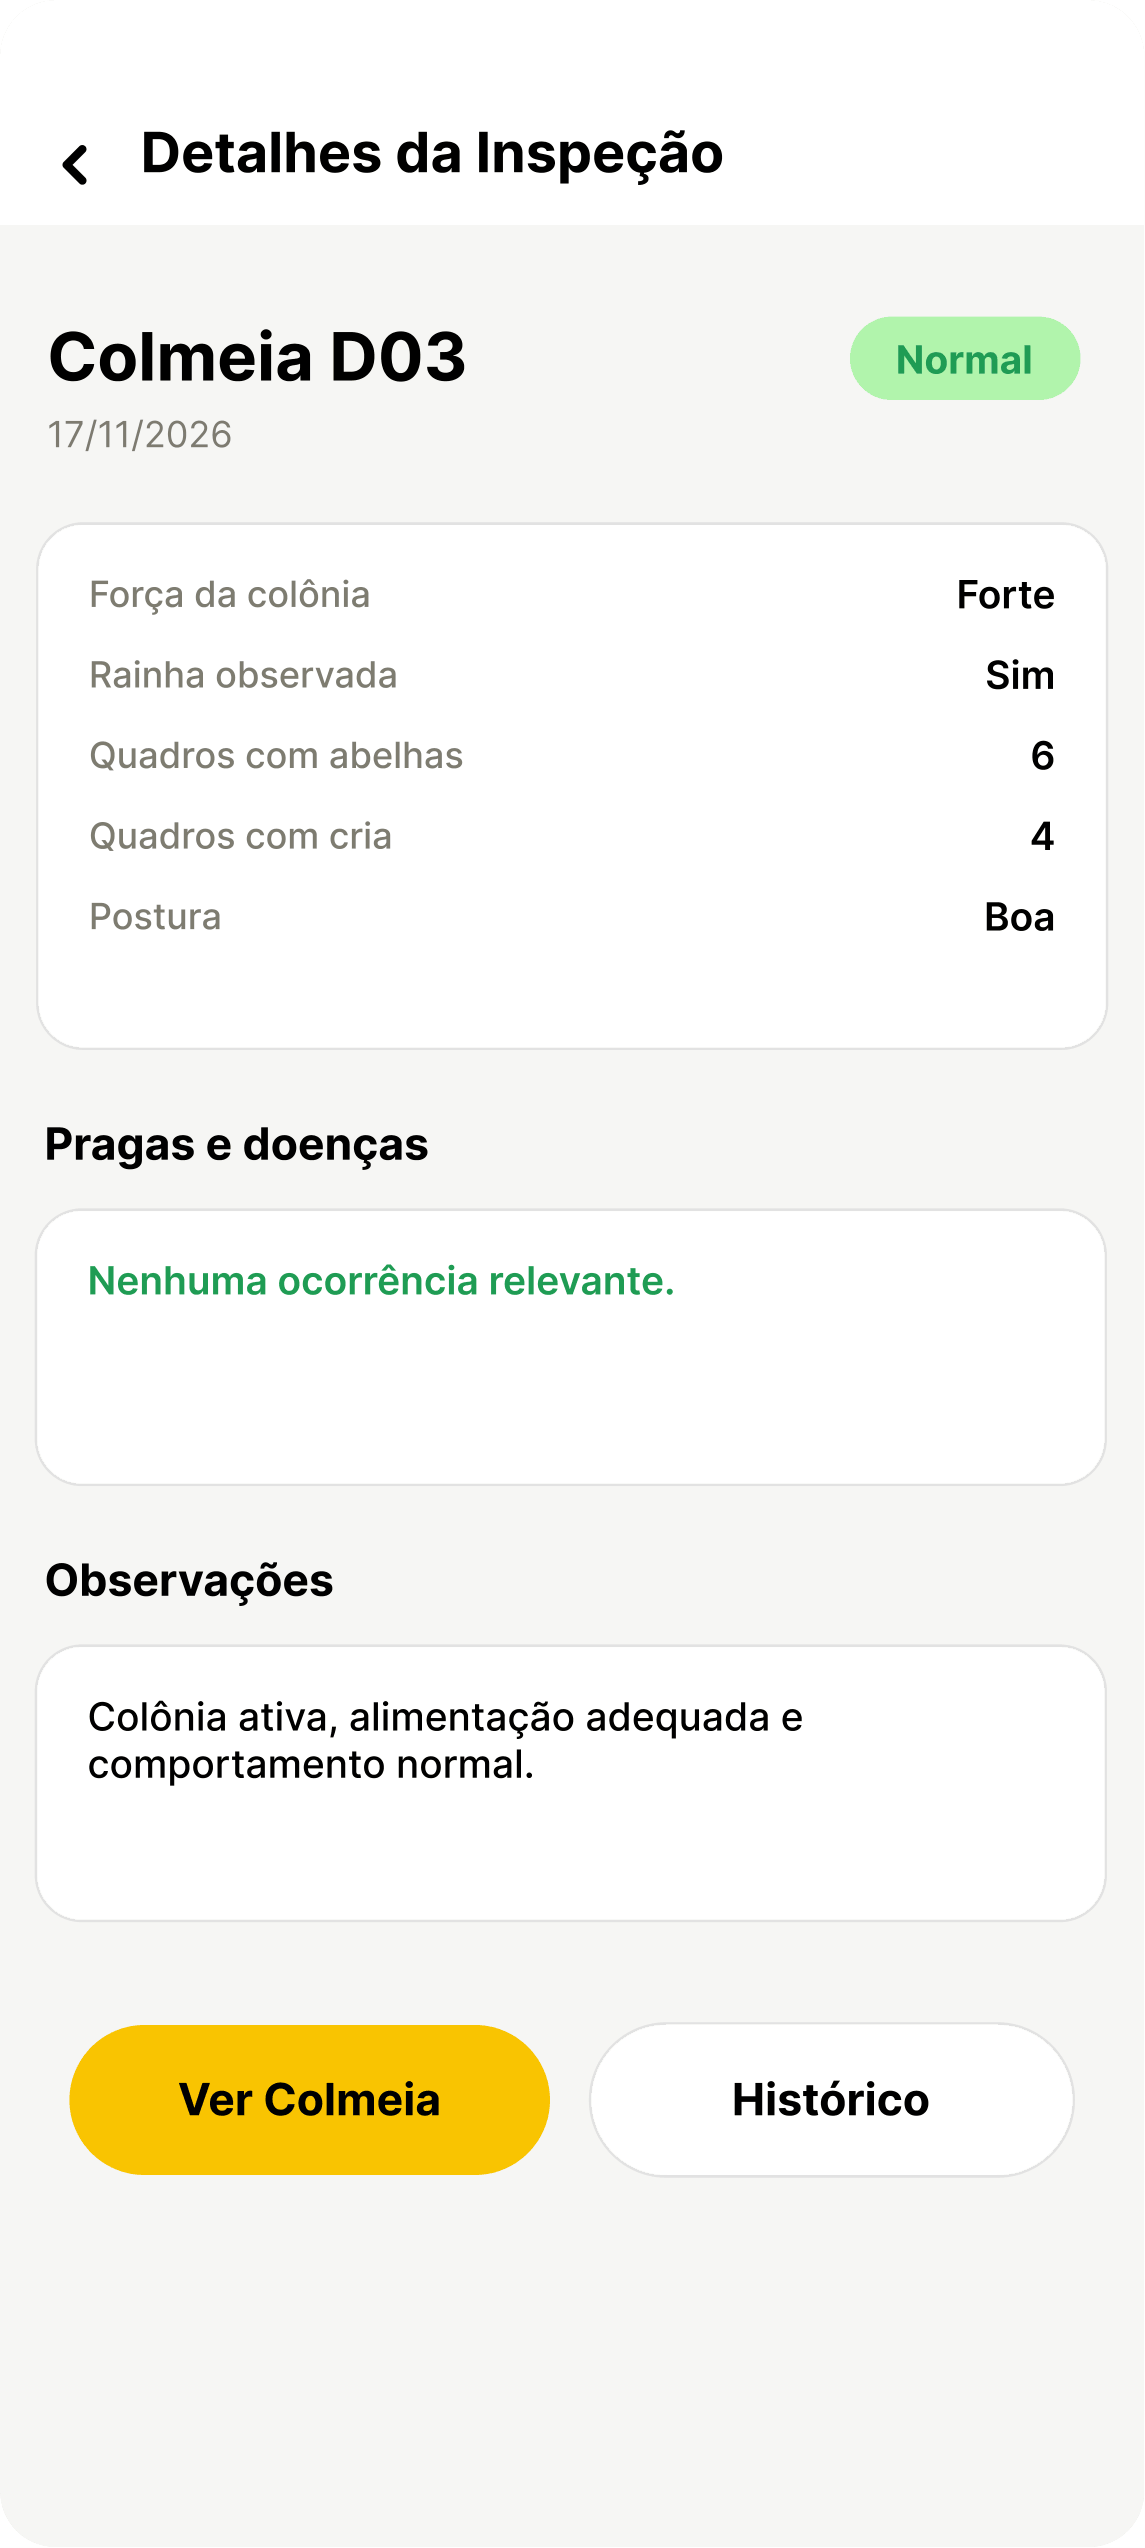 Detalhes da Inspeção
Colmeia D03
Normal
17/11/2026
Força da colônia Forte
Rainha observada Sim
Quadros com abelhas 6
Quadros com cria 4
Postura Boa
Pragas e doenças
Nenhuma ocorrência relevante.
Observações
Colônia ativa, alimentação adequada e
comportamento normal.
Ver Colmeia
Histórico